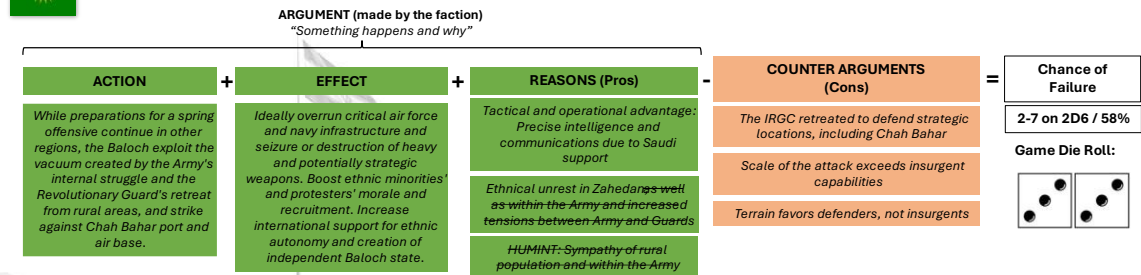 ARGUMENT (made by the faction)
“Something happens and why”
ACTION
+
EFFECT
+
REASONS (Pros)
-
COUNTER ARGUMENTS
(Cons)
=
Chance of
Failure
While preparations for a spring
offensive continue in other
regions, the Baloch exploit the
vacuum created by the Army's
internal struggle and the
Revolutionary Guard's retreat
from rural areas, and strike
against Chah Bahar port and
air base.
Ideally overrun critical air force
and navy infrastructure and
seizure or destruction of heavy
and potentially strategic
weapons. Boost ethnic minorities'
and protesters' morale and
recruitment. Increase
international support for ethnic
autonomy and creation of
independent Baloch state.
Tactical and operational advantage:
Precise intelligence and
communications due to Saudi
support
Ethnical unrest in Zahedan as well
as within the Army and increased
tensions between Army and Guards
HUMINT: Sympathy of rural
population and within the Army
The IRGC retreated to defend strategic
locations, including Chah Bahar
Scale of the attack exceeds insurgent
capabilities
Terrain favors defenders, not insurgents
2-7 on 2D6 / 58%
Game Die Roll: